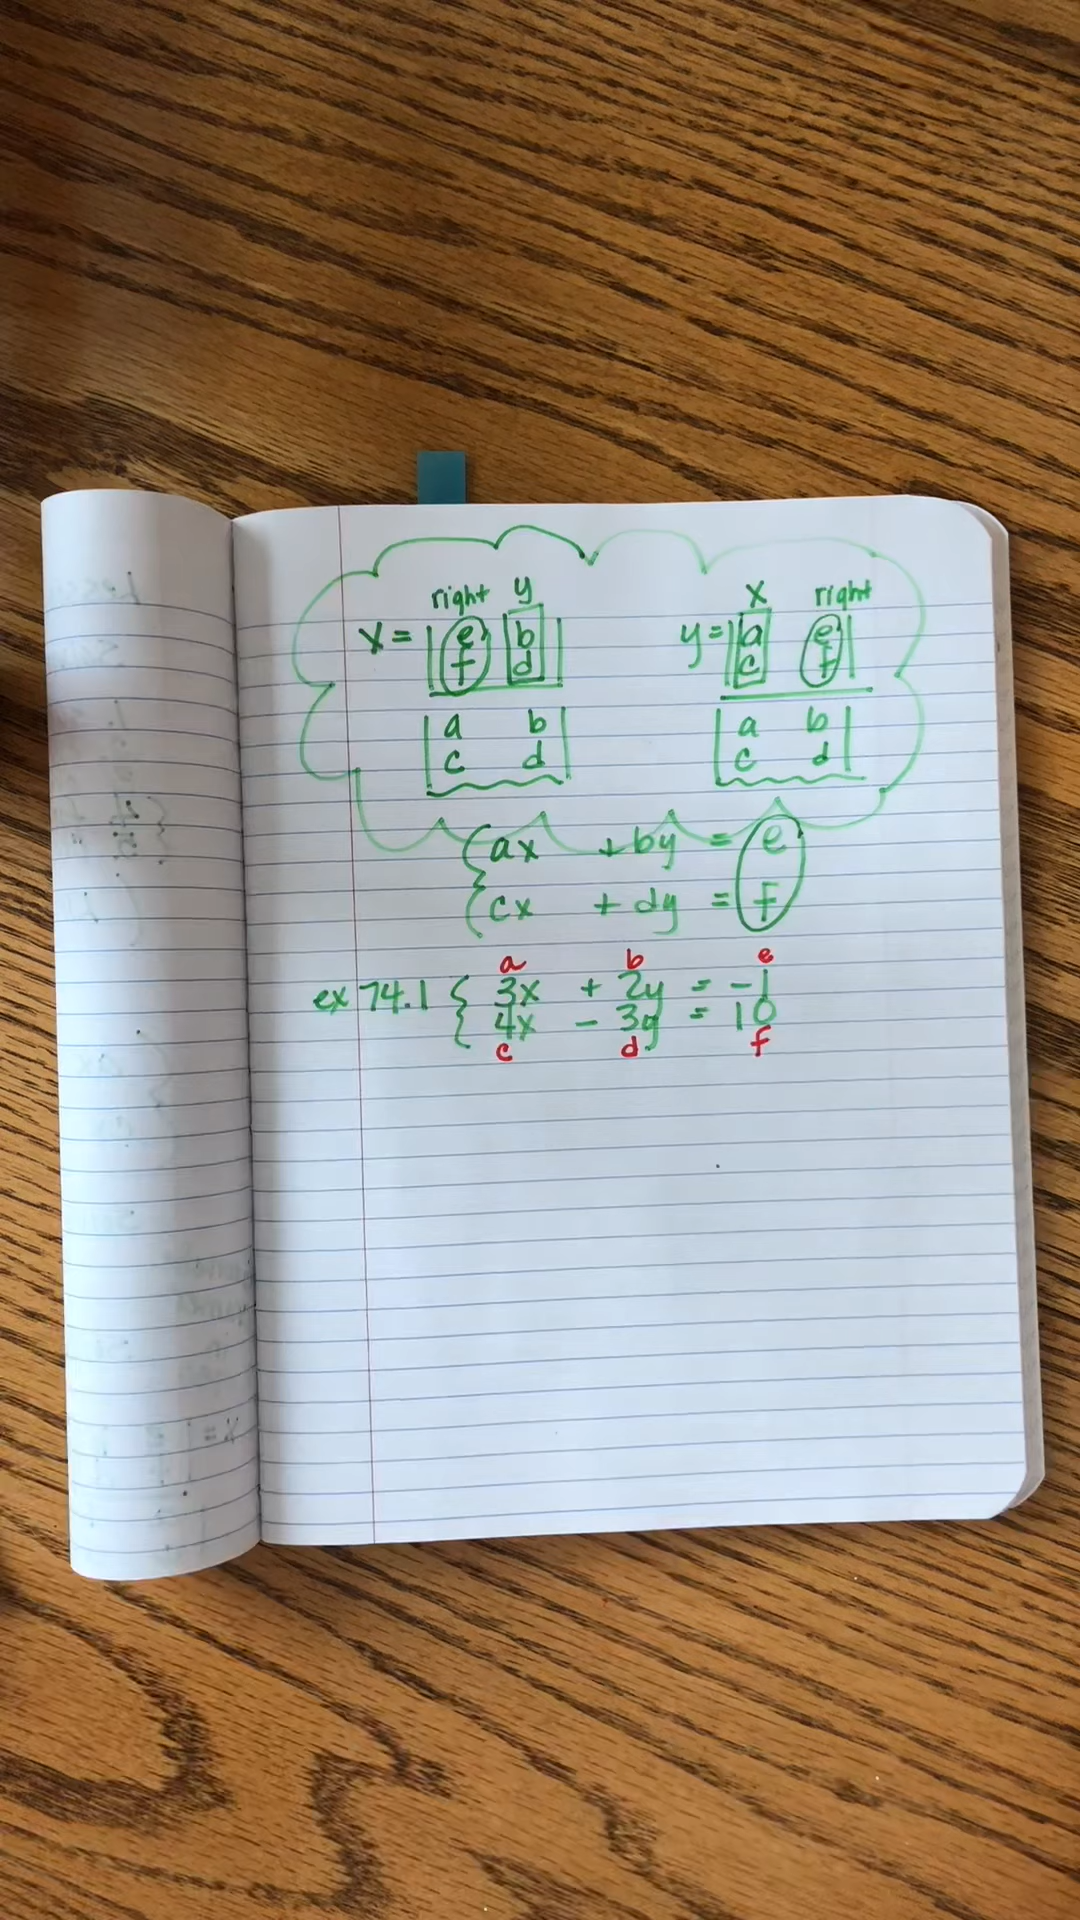 right y x right
x = |e b| y = |a e|
|f d| |c f|
|a b| |a b|
|c d| |c d|
{ax + by = e
{cx + dy = f
a b e
ex 74.1 { 3x + 2y = -1
{ 4x - 3y = 10
c d f